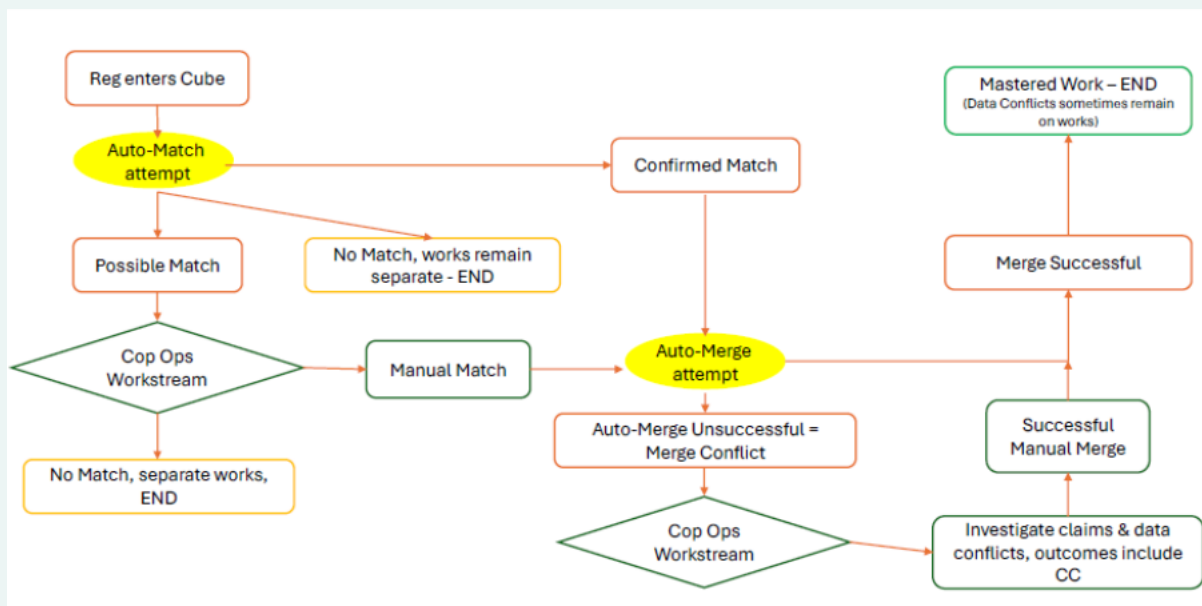 Reg enters Cube
Mastered Work – END
(Data Conflicts sometimes remain
on works)
Auto-Match
attempt
Confirmed Match
No Match, works remain
separate - END
Possible Match
Merge Successful
Cop Ops
Workstream
Manual Match
Auto-Merge
attempt
Auto-Merge Unsuccessful =
Merge Conflict
Successful
Manual Merge
No Match, separate works,
END
Cop Ops
Workstream
Investigate claims & data
conflicts, outcomes include
CC